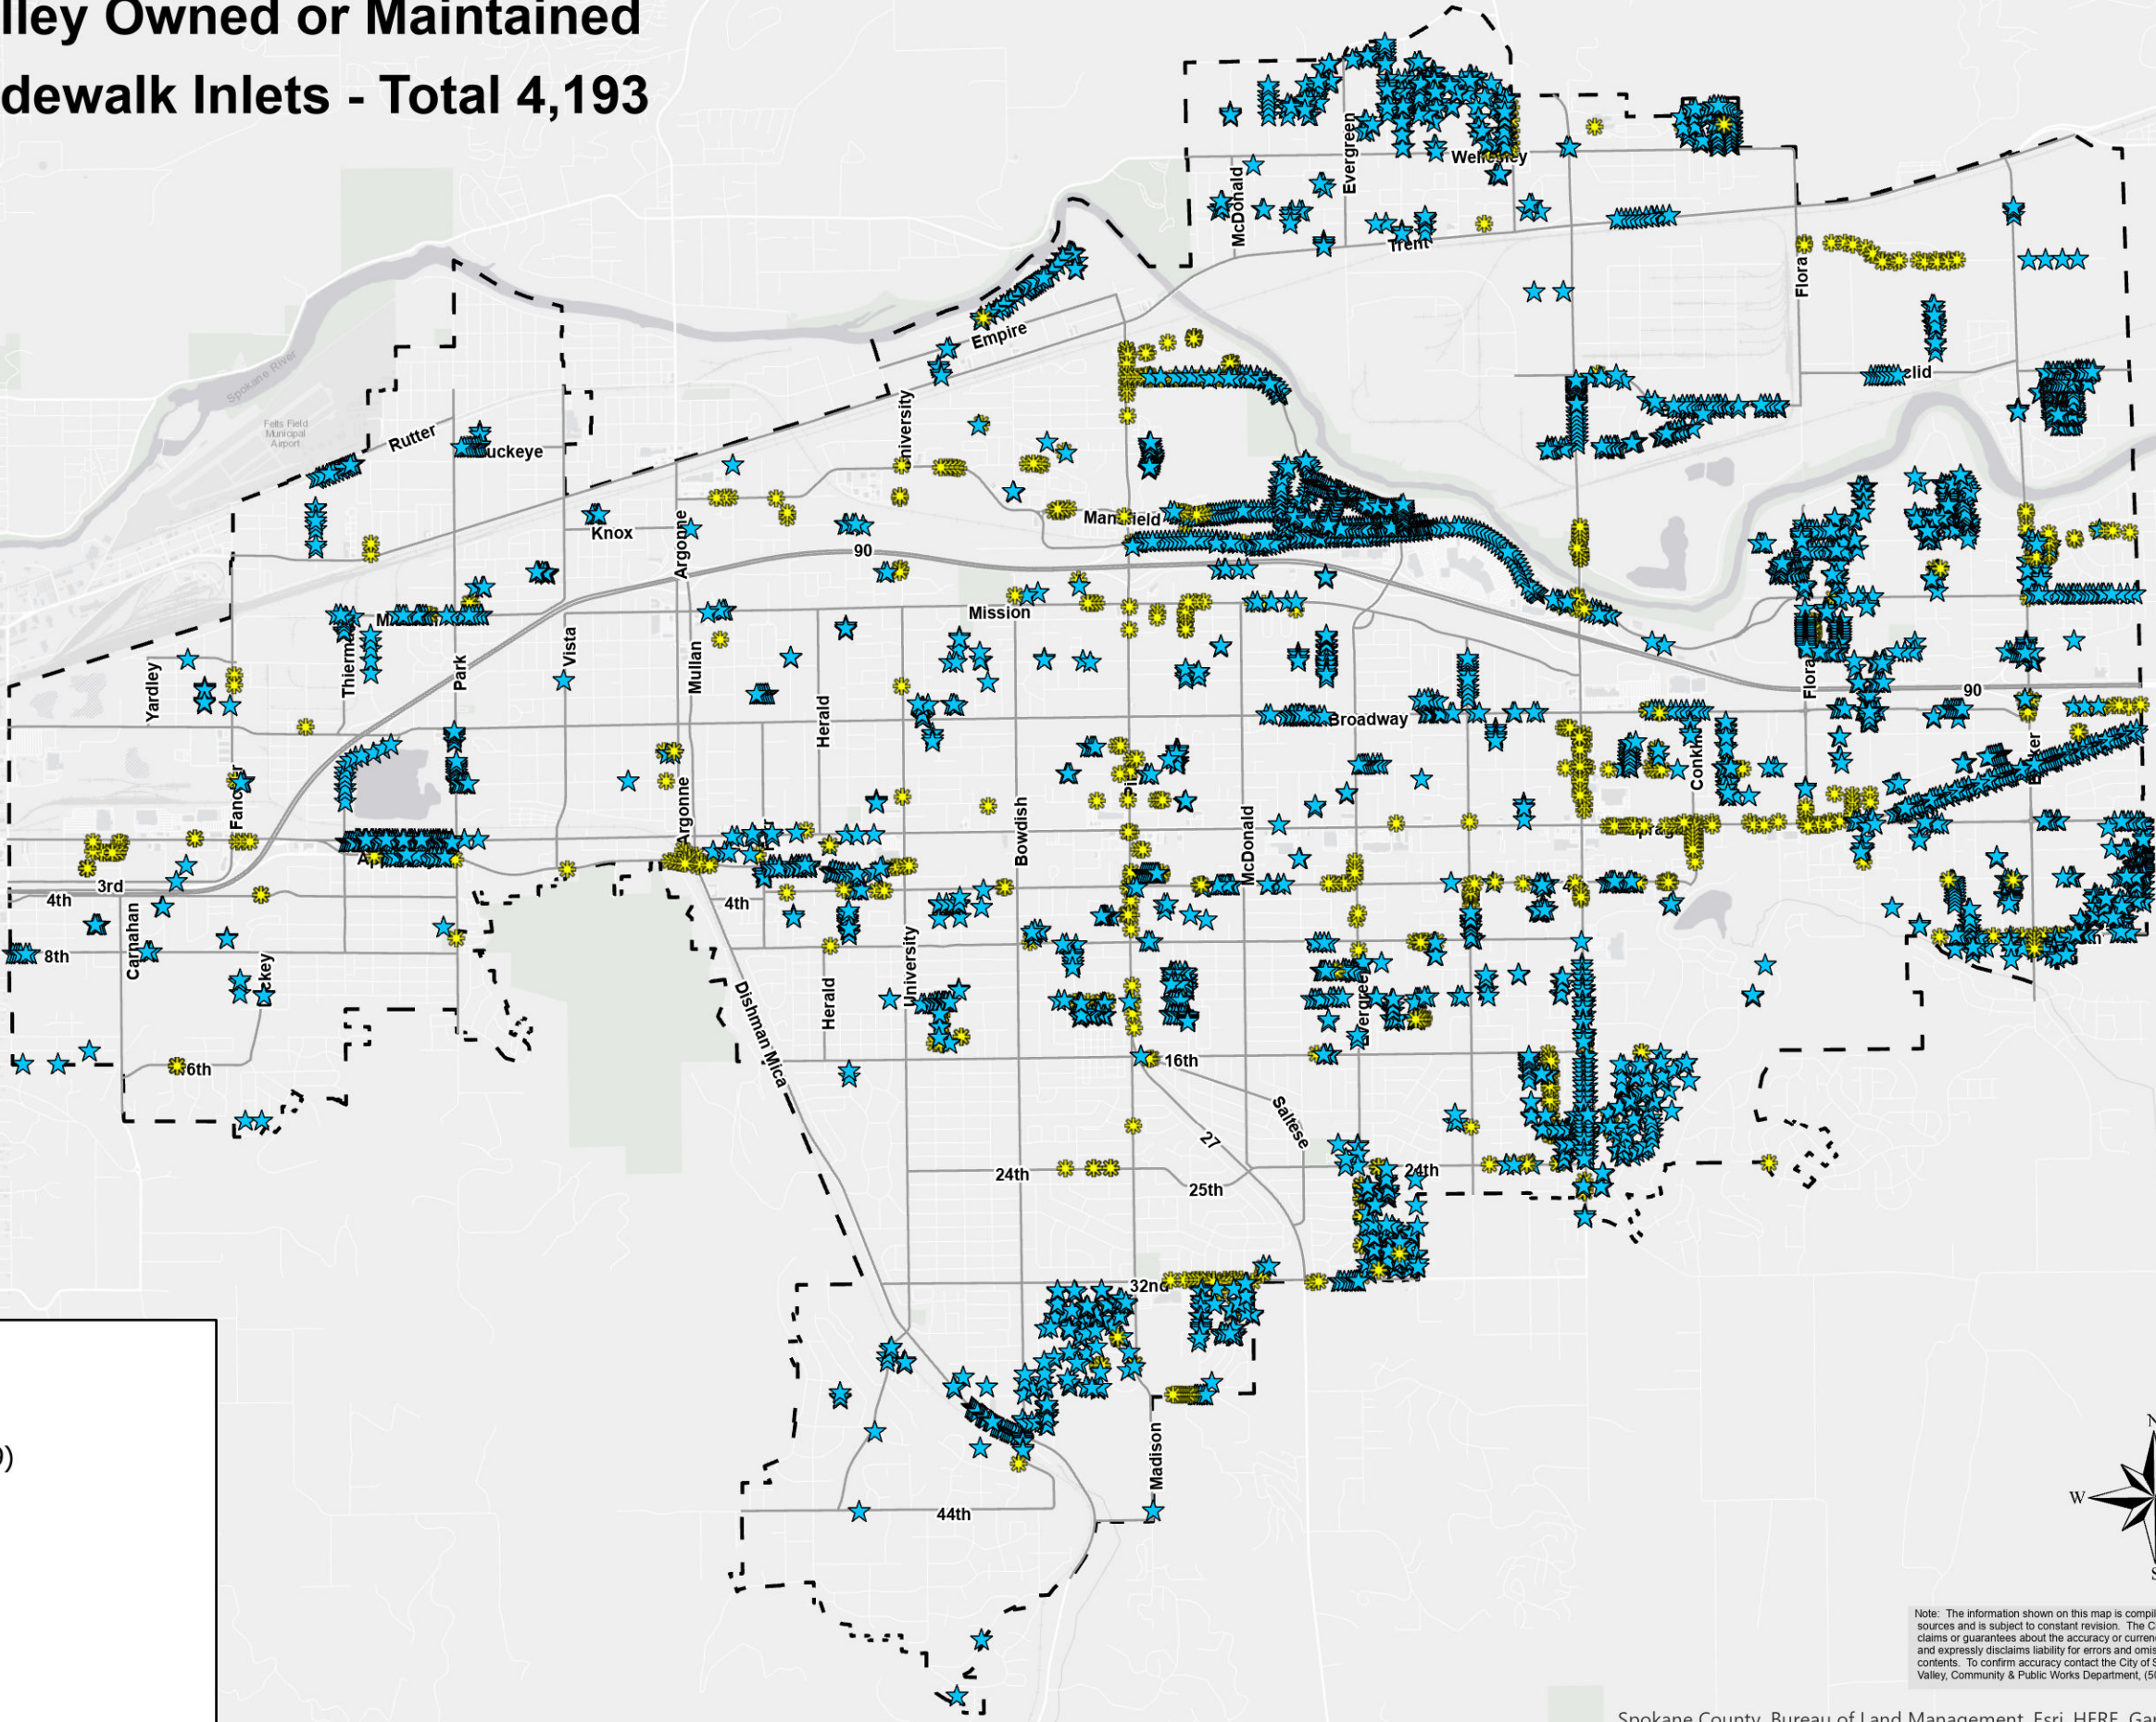 lley Owned or Maintained
dewalk Inlets - Total 4,193
Evergreen
Wellesley
McDonald
Trent
Flora
Empire
Spokane River
Felts Field
Municipal
Airport
Rutter
uckeye
niversity
clid
Knox
Argonne
90
Mansfield
Mission
Yardley
Park
Vista
Mullan
Herald
Broadway
Flora
90
Argonne
Bowdish
McDonald
3rd
4th
4th
8th
Carnahan
ckey
University
Herald
Dishman Mica
16th
6th
Saltese
27
24th
24th
25th
32nd
Madison
44th
W
Note: The information shown on this map is compil
sources and is subject to constant revision. The C
claims or guarantees about the accuracy or curren
and expressly disclaims liability for errors and omis
contents. To confirm accuracy contact the City of S
Valley, Community & Public Works Department, (5
Spokane County, Bureau of Land Management, Esri, HERE, Gar